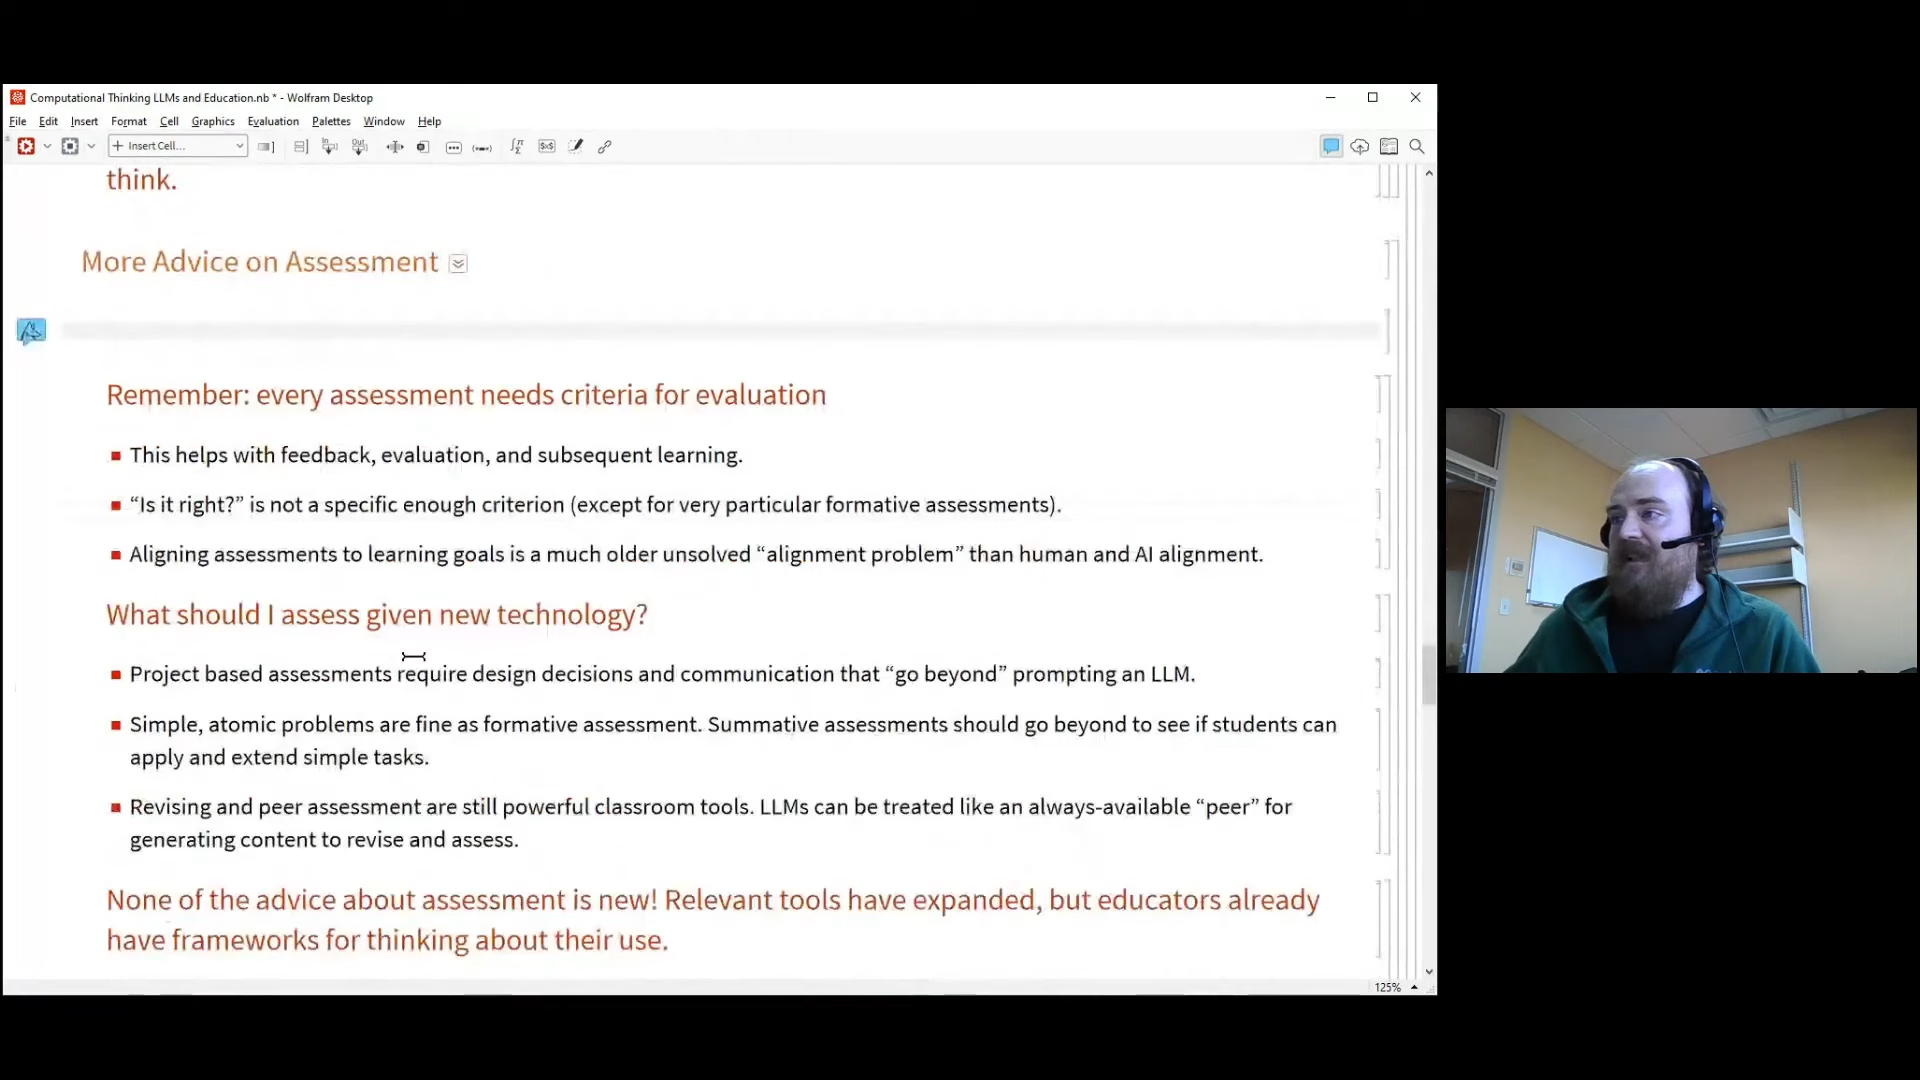 Computational Thinking LLMs and Education.nb * - Wolfram Desktop
File Edit Insert Format Cell Graphics Evaluation Palettes Window Help
Insert Cell...
think.
More Advice on Assessment
Remember: every assessment needs criteria for evaluation
This helps with feedback, evaluation, and subsequent learning.
“Is it right?” is not a specific enough criterion (except for very particular formative assessments).
Aligning assessments to learning goals is a much older unsolved “alignment problem” than human and AI alignment.
What should I assess given new technology?
Project based assessments require design decisions and communication that “go beyond” prompting an LLM.
Simple, atomic problems are fine as formative assessment. Summative assessments should go beyond to see if students can
apply and extend simple tasks.
Revising and peer assessment are still powerful classroom tools. LLMs can be treated like an always-available “peer” for
generating content to revise and assess.
None of the advice about assessment is new! Relevant tools have expanded, but educators already
have frameworks for thinking about their use.
125%